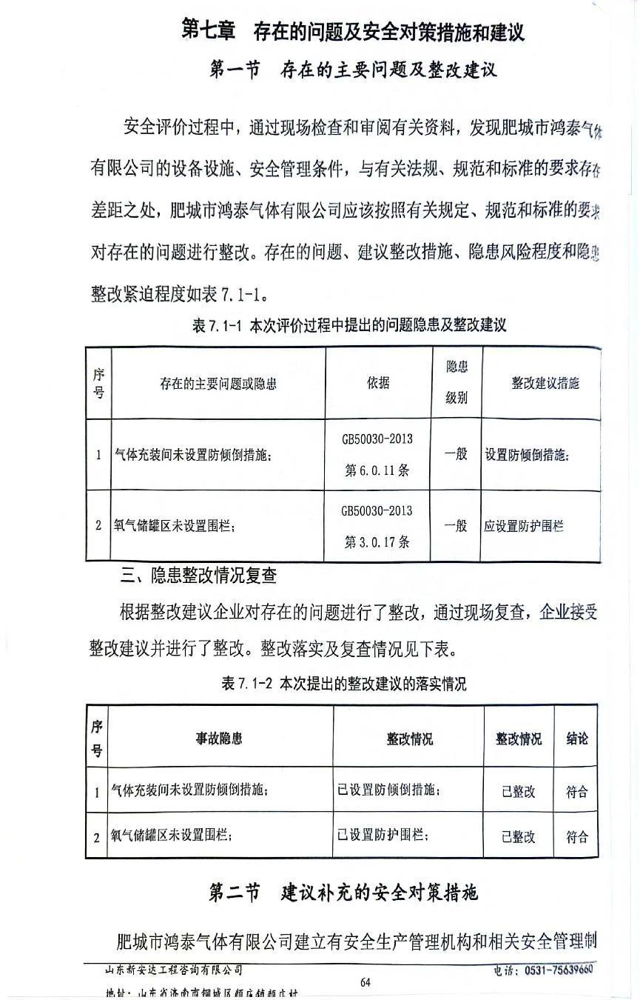 第七章 存在的问题及安全对策措施和建议
第一节 存在的主要问题及整改建议
安全评价过程中，通过现场检查和审阅有关资料，发现肥城市鸿泰气体
有限公司的设备设施、安全管理条件，与有关法规、规范和标准的要求存在
差距之处，肥城市鸿泰气体有限公司应该按照有关规定、规范和标准的要求
对存在的问题进行整改。存在的问题、建议整改措施、隐患风险程度和隐患
整改紧迫程度如表 7.1-1。
表 7.1-1 本次评价过程中提出的问题隐患及整改建议
序号 存在的主要问题或隐患 依据 隐患级别 整改建议措施
1 气体充装间未设置防倾倒措施； GB50030-2013 第 6.0.11 条 一般 设置防倾倒措施；
2 氧气储罐区未设置围栏； GB50030-2013 第 3.0.17 条 一般 应设置防护围栏
三、隐患整改情况复查
根据整改建议企业对存在的问题进行了整改，通过现场复查，企业接受
整改建议并进行了整改。整改落实及复查情况见下表。
表 7.1-2 本次提出的整改建议的落实情况
序号 事故隐患 整改情况 整改情况 结论
1 气体充装间未设置防倾倒措施； 已设置防倾倒措施； 已整改 符合
2 氧气储罐区未设置围栏； 已设置防护围栏； 已整改 符合
第二节 建议补充的安全对策措施
肥城市鸿泰气体有限公司建立有安全生产管理机构和相关安全管理制
山东新安达工程咨询有限公司 电话：0531-75639660
64
地址：山东省济南市钢城区颜庄镇颜庄村